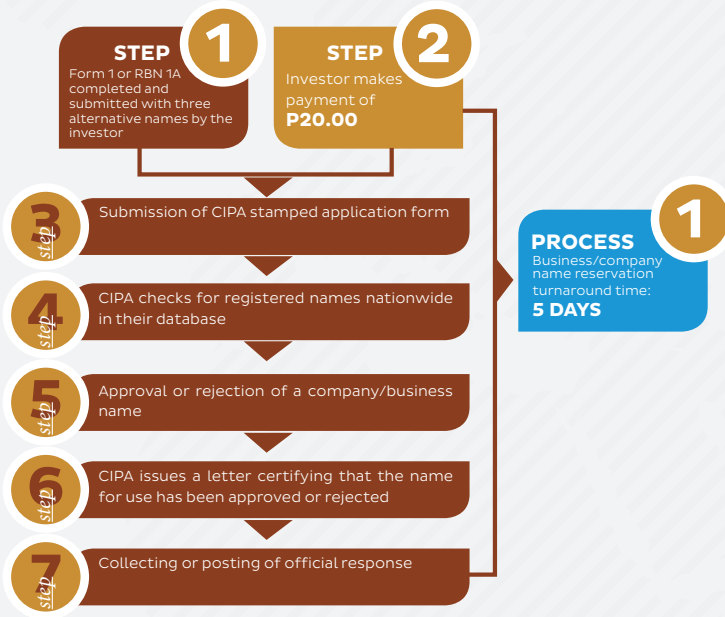 STEP
1
Form 1 or RBN 1A
completed and
submitted with three
alternative names by the
investor
STEP
2
Investor makes
payment of
P20.00
3
step
Submission of CIPA stamped application form
4
step
CIPA checks for registered names nationwide
in their database
5
step
Approval or rejection of a company/business
name
6
step
CIPA issues a letter certifying that the name
for use has been approved or rejected
7
step
Collecting or posting of official response
1
PROCESS
Business/company
name reservation
turnaround time:
5 DAYS